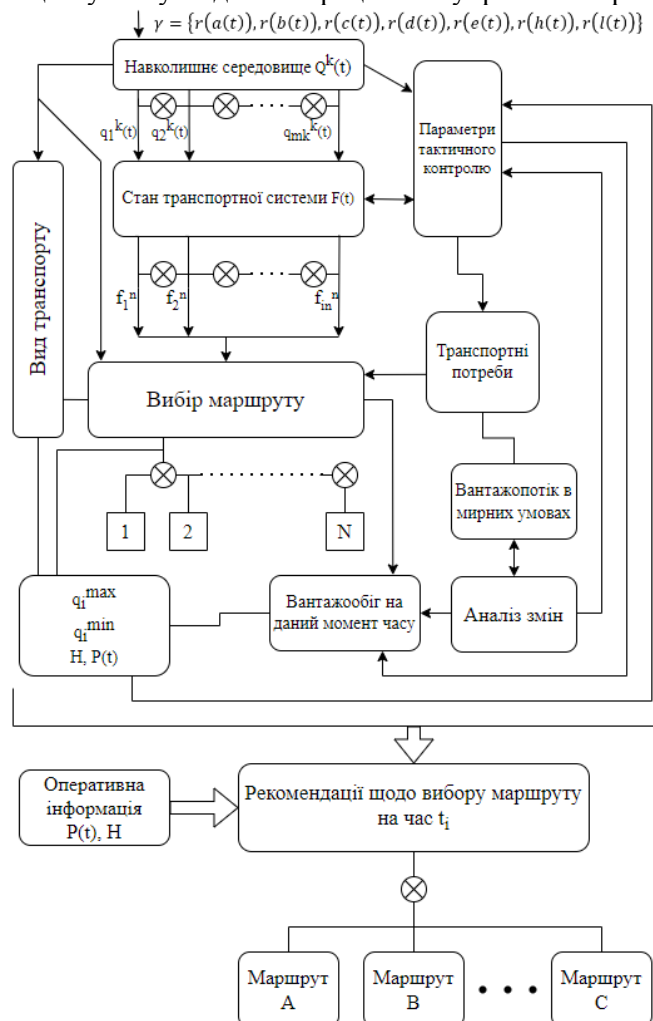 γ = {r(a(t)), r(b(t)), r(c(t)), r(d(t)), r(e(t)), r(h(t)), r(l(t))}
Навколишнє середовище Q^k(t)
q1^k(t)
q2^k(t)
qmk^k(t)
Параметри
тактичного
контролю
Вид транспорту
Стан транспортної системи F(t)
f1^n
f2^n
fin^n
Транспортні
потреби
Вибір маршруту
1
2
N
Вантажопотік в
мирних умовах
qi^max
qi^min
H, P(t)
Вантажообіг на
даний момент часу
Аналіз змін
Оперативна
інформація
P(t), H
Рекомендації щодо вибору маршруту
на час ti
Маршрут
A
Маршрут
B
• • •
Маршрут
C